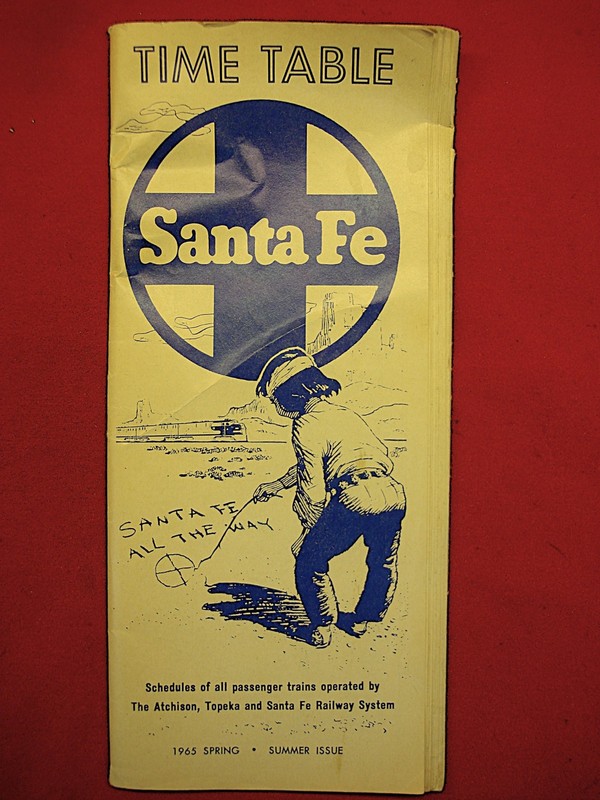 TIME TABLE
Santa Fe
SANTA FE
ALL THE WAY
Schedules of all passenger trains operated by
The Atchison, Topeka and Santa Fe Railway System
1965 SPRING • SUMMER ISSUE